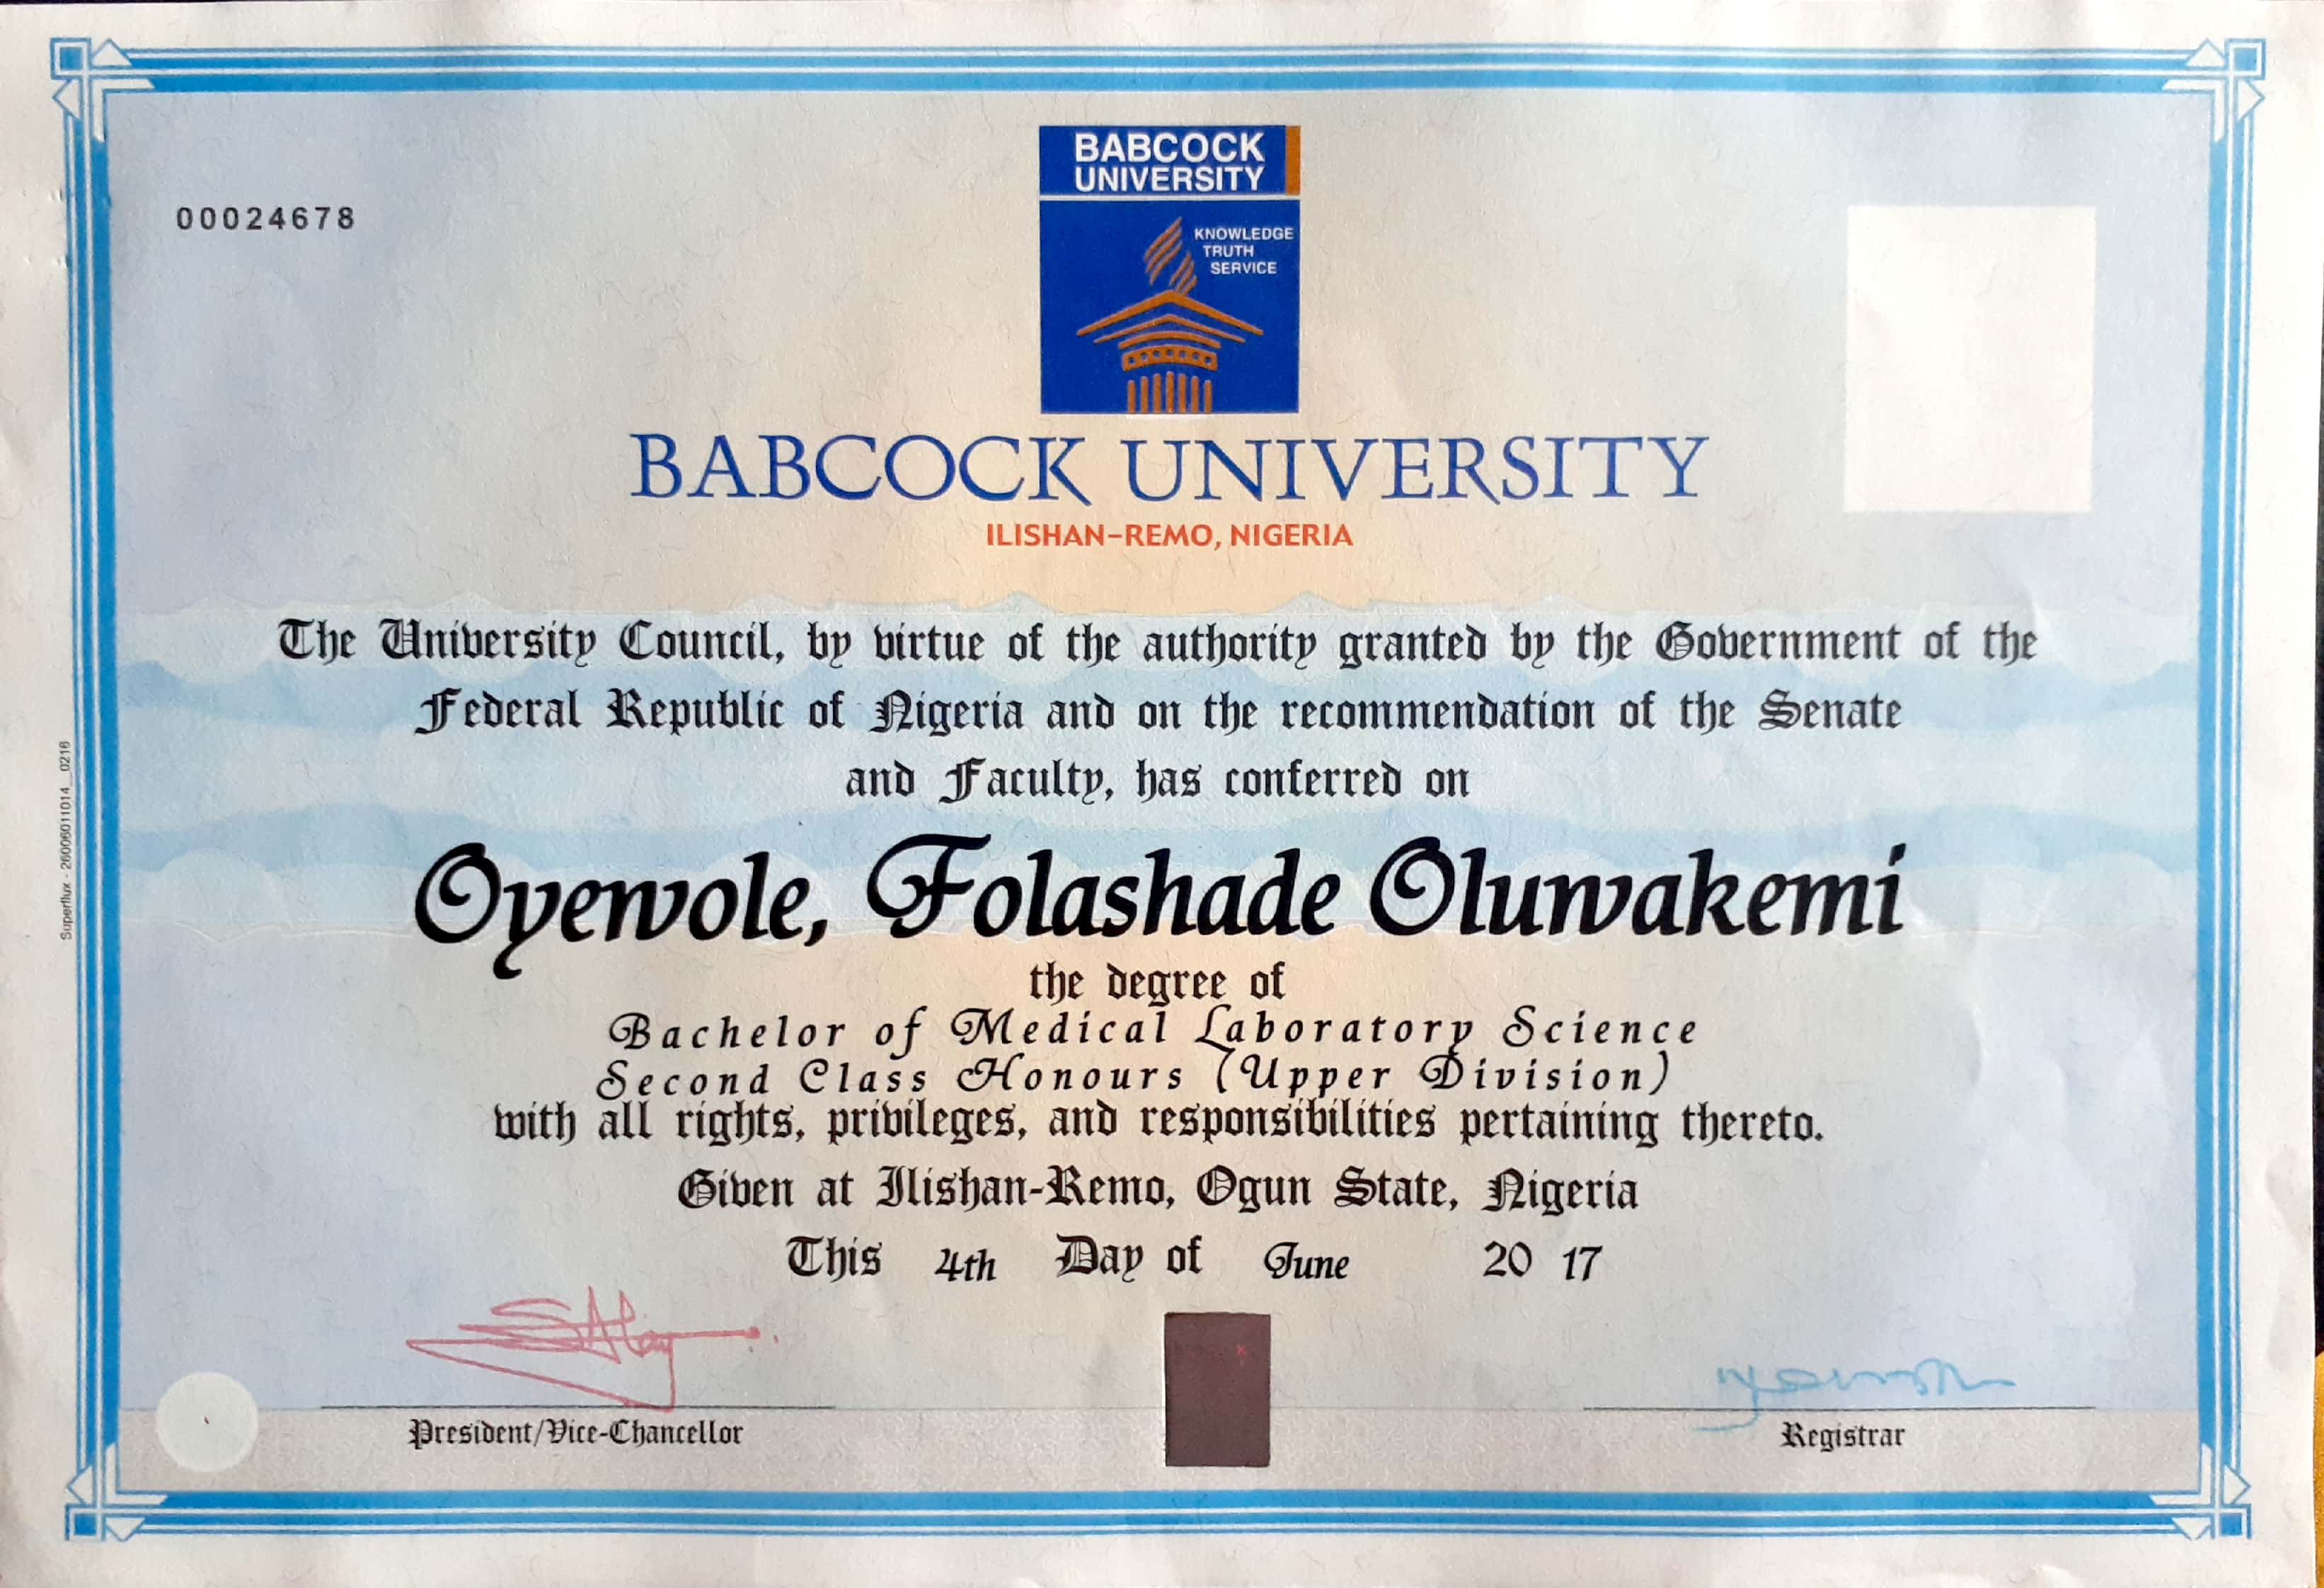 BABCOCK
UNIVERSITY
KNOWLEDGE
TRUTH
SERVICE
00024678
BABCOCK UNIVERSITY
ILISHAN-REMO, NIGERIA
The University Council, by virtue of the authority granted by the Government of the
Federal Republic of Nigeria and on the recommendation of the Senate
and Faculty, has conferred on
Oyewole, Folashade Oluwakemi
the degree of
Bachelor of Medical Laboratory Science
Second Class Honours (Upper Division)
with all rights, privileges, and responsibilities pertaining thereto.
Given at Ilishan-Remo, Ogun State, Nigeria
This 4th Day of June 20 17
President/Vice-Chancellor
Registrar
Superflux - 26006011014__0216